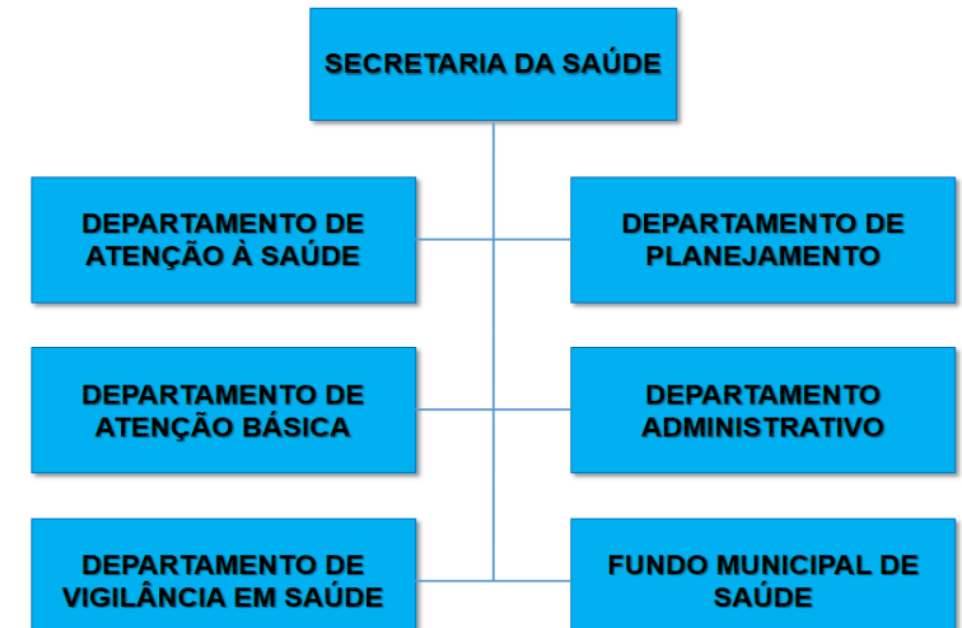 SECRETARIA DA SAÚDE
DEPARTAMENTO DE
ATENÇÃO À SAÚDE
DEPARTAMENTO DE
PLANEJAMENTO
DEPARTAMENTO DE
ATENÇÃO BÁSICA
DEPARTAMENTO
ADMINISTRATIVO
DEPARTAMENTO DE
VIGILÂNCIA EM SAÚDE
FUNDO MUNICIPAL DE
SAÚDE